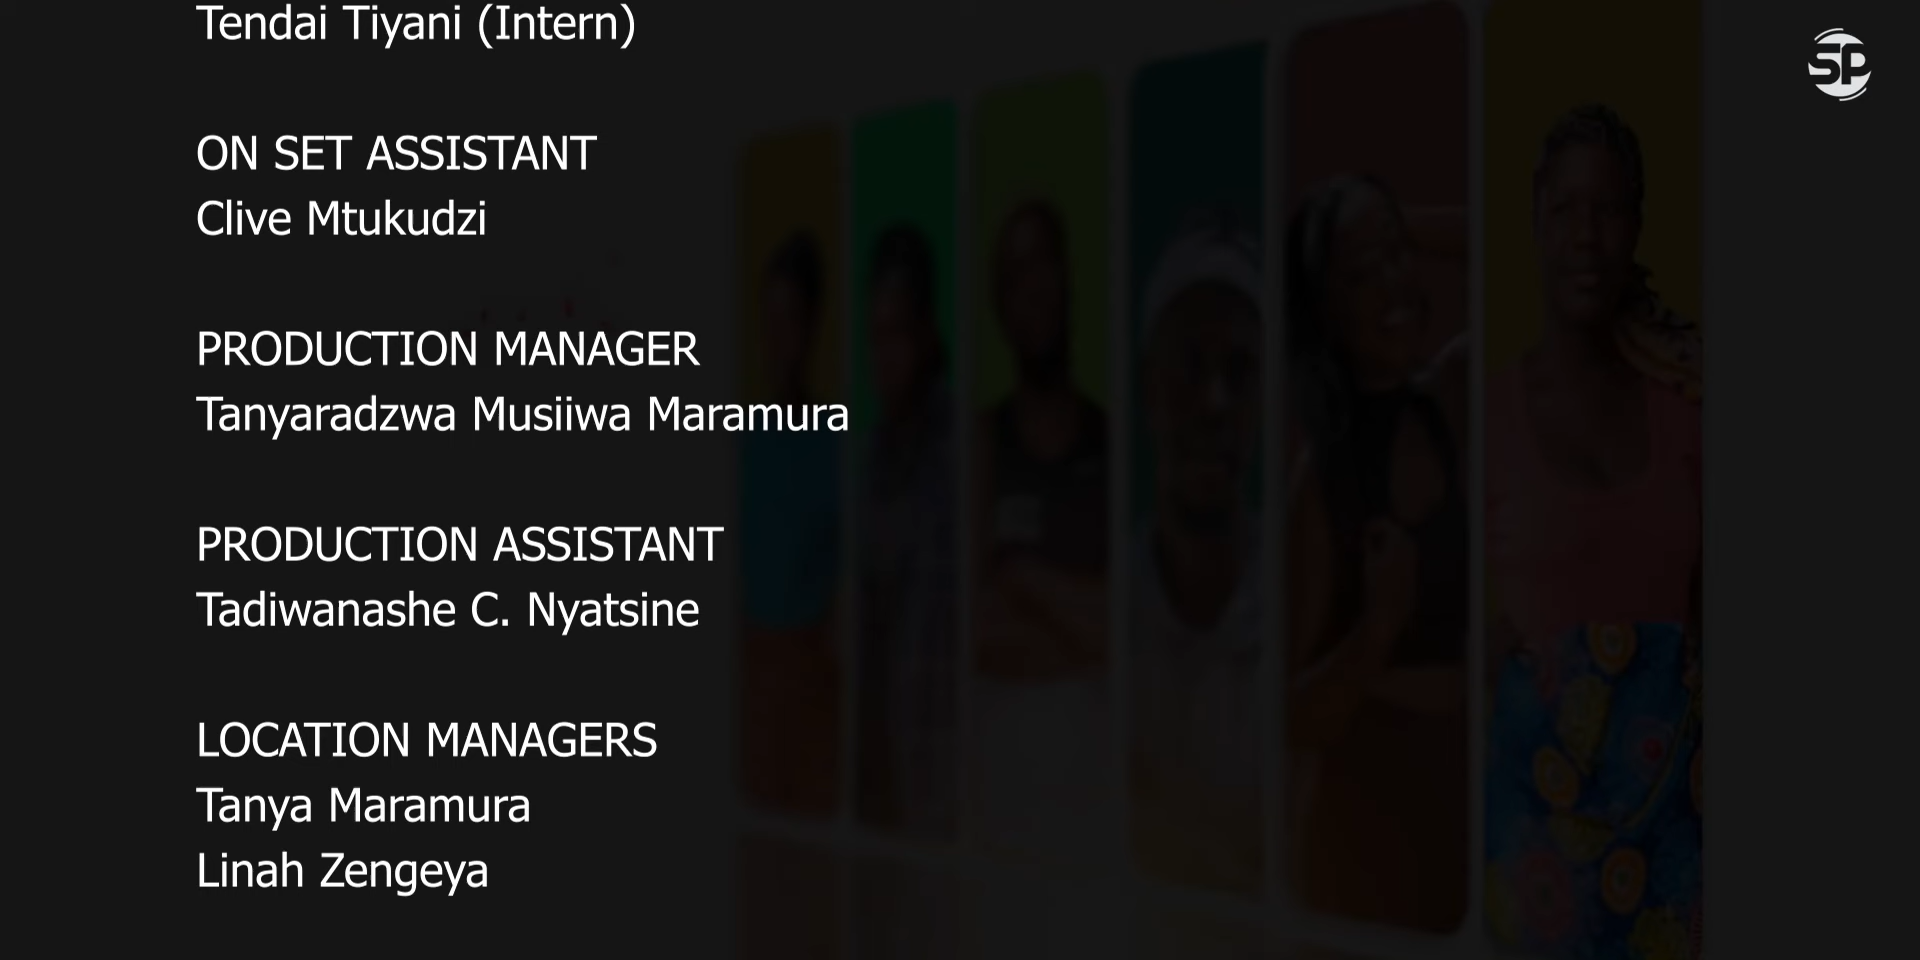 Tendai Tiyani (Intern)
SP
ON SET ASSISTANT
Clive Mtukudzi
PRODUCTION MANAGER
Tanyaradzwa Musiiwa Maramura
PRODUCTION ASSISTANT
Tadiwanashe C. Nyatsine
LOCATION MANAGERS
Tanya Maramura
Linah Zengeya